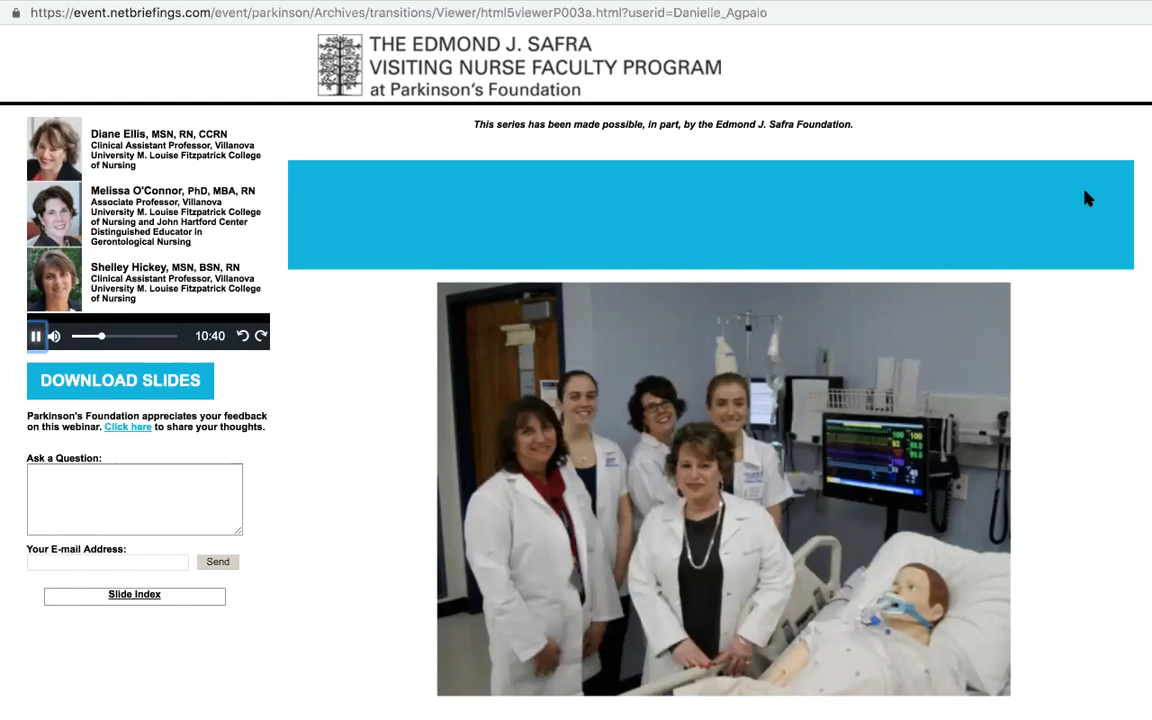 https://event.netbriefings.com/event/parkinson/Archives/transitions/Viewer/html5viewerP003a.html?userid=Danielle_Agpalo
THE EDMOND J. SAFRA
VISITING NURSE FACULTY PROGRAM
at Parkinson's Foundation
This series has been made possible, in part, by the Edmond J. Safra Foundation.
Diane Ellis, MSN, RN, CCRN
Clinical Assistant Professor, Villanova
University M. Louise Fitzpatrick College
of Nursing
Melissa O'Connor, PhD, MBA, RN
Associate Professor, Villanova
University M. Louise Fitzpatrick College
of Nursing and John Hartford Center
Distinguished Educator in
Gerontological Nursing
Shelley Hickey, MSN, BSN, RN
Clinical Assistant Professor, Villanova
University M. Louise Fitzpatrick College
of Nursing
10:40
DOWNLOAD SLIDES
Parkinson's Foundation appreciates your feedback
on this webinar. Click here to share your thoughts.
Ask a Question:
Your E-mail Address:
Send
Slide Index